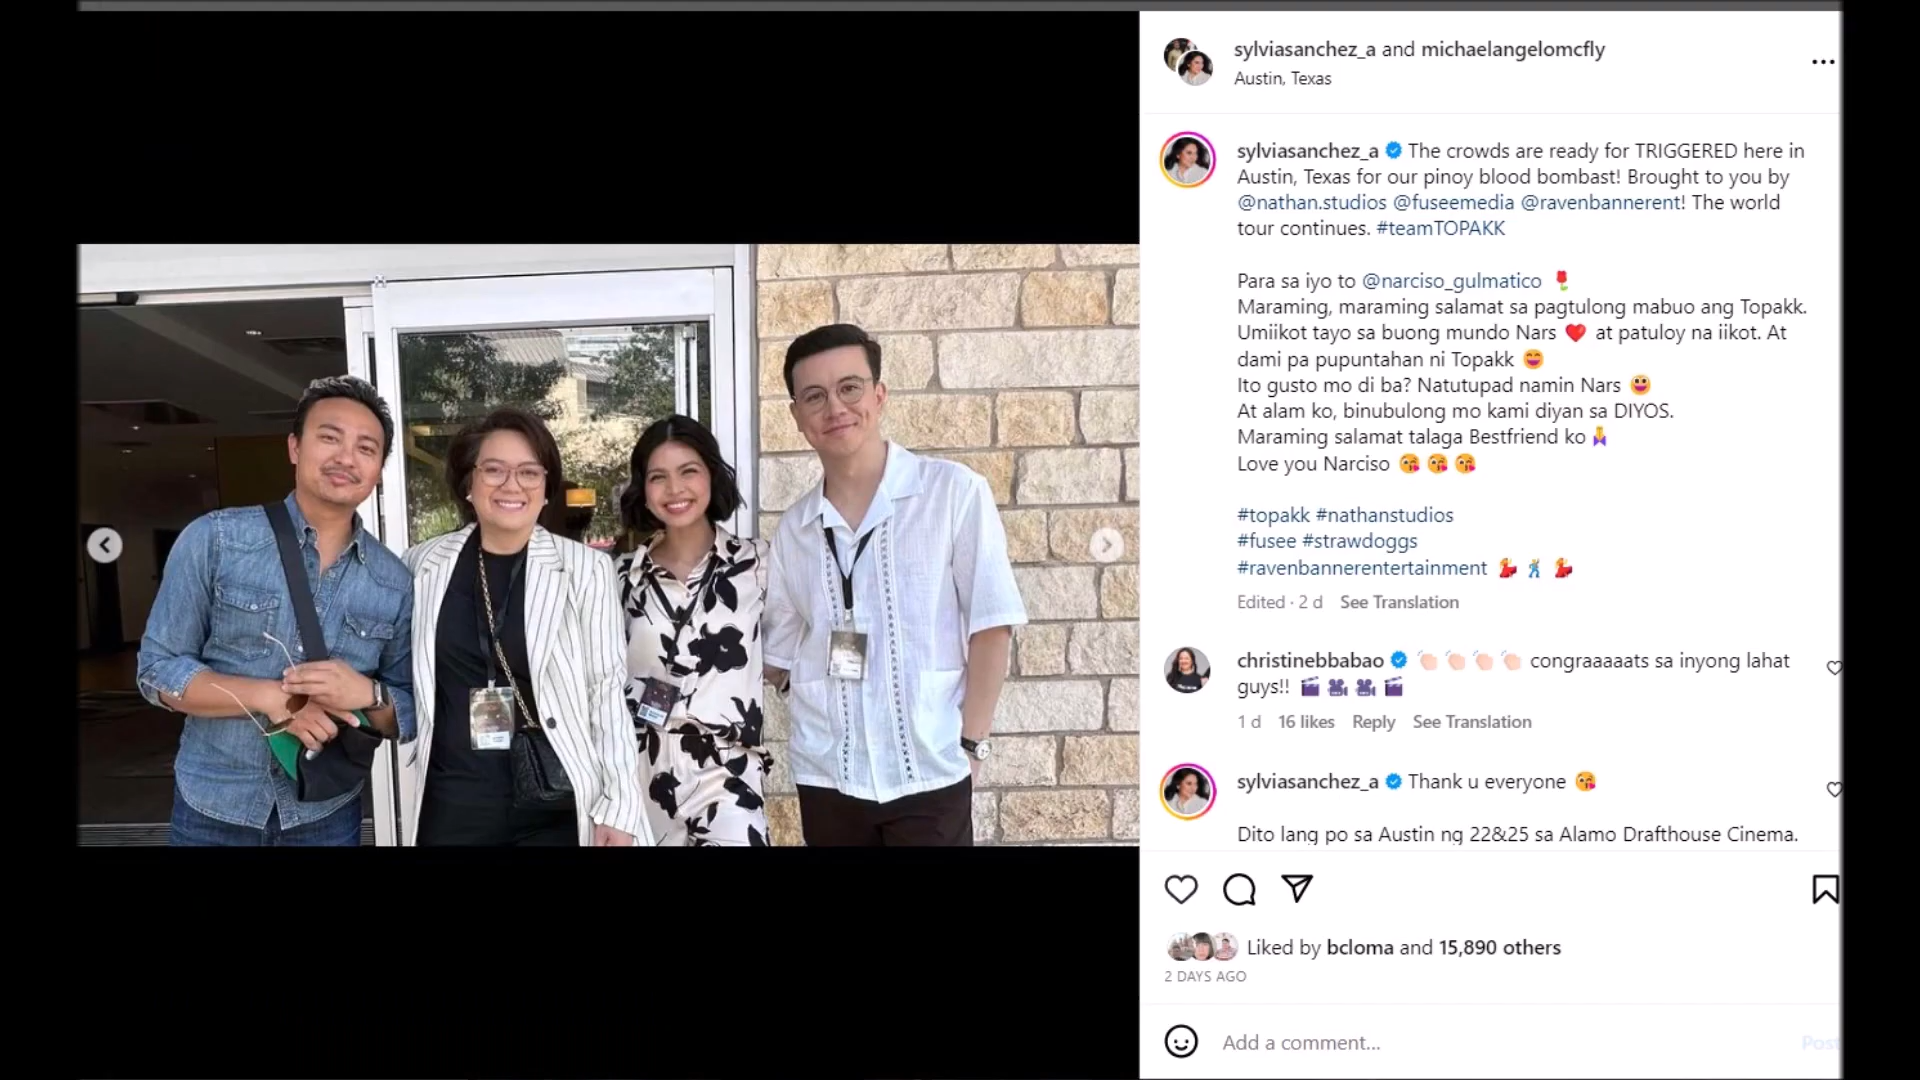 sylviasanchez_a and michaelangelomcfly
Austin, Texas
sylviasanchez_a The crowds are ready for TRIGGERED here in
Austin, Texas for our pinoy blood bombast! Brought to you by
@nathan.studios @fuseemedia @ravenbannerent! The world
tour continues. #teamTOPAKK
Para sa iyo to @narciso_gulmatico 🌹
Maraming, maraming salamat sa pagtulong mabuo ang Topakk.
Umiikot tayo sa buong mundo Nars ❤️ at patuloy na iikot. At
dami pa pupuntahan ni Topakk 😄
Ito gusto mo di ba? Natutupad namin Nars 😀
At alam ko, binubulong mo kami diyan sa DIYOS.
Maraming salamat talaga Bestfriend ko 🙏
Love you Narciso 😘 😘 😘
#topakk #nathanstudios
#fusee #strawdoggs
#ravenbannerentertainment 💃 🕺 💃
Edited · 2 d See Translation
christinebbabao 👏🏻 👏🏻 👏🏻 👏🏻 congraaaaats sa inyong lahat
guys!! 🎬 🎥 🎥 🎬
1 d 16 likes Reply See Translation
sylviasanchez_a Thank u everyone 😘
Dito lang po sa Austin ng 22&25 sa Alamo Drafthouse Cinema.
Liked by bcloma and 15,890 others
2 DAYS AGO
Add a comment...
Post